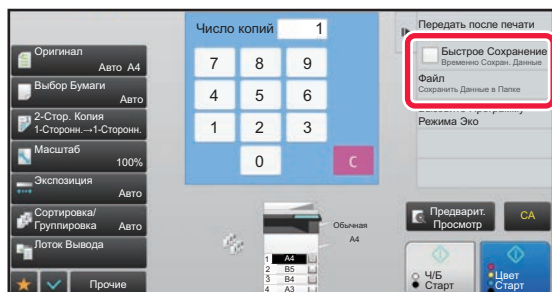 Число копий 1
Оригинал
Авто A4
Выбор Бумаги
Авто
2-Стор. Копия
1-Сторонн.→1-Сторонн.
Масштаб
100%
Экспозиция
Авто
Сортировка/
Группировка Авто
Лоток Вывода
Прочие
7 8 9
4 5 6
1 2 3
0 C
Обычная
A4
1 A4
2 B5
3 B4
4 A3
Передать после печати
Быстрое Сохранение
Временно Сохран. Данные
Файл
Сохранить Данные в Папке
Программу
Режима Эко
Предварит.
Просмотр
CA
Ч/Б
Старт
Цвет
Старт